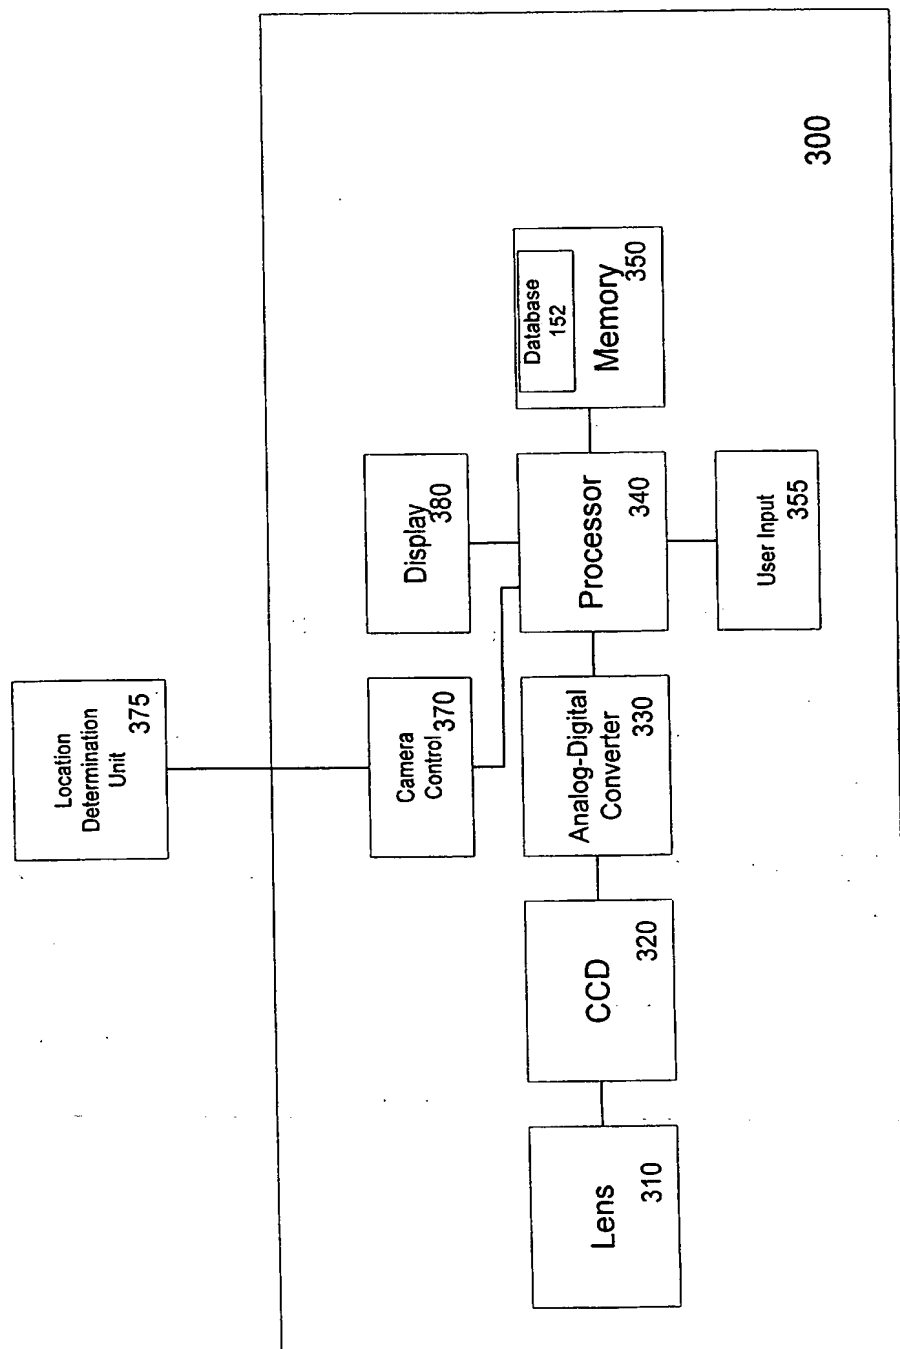 Location
Determination
Unit
375
Camera
Control
370
Display
380
Lens
310
CCD
320
Analog-Digital
Converter
330
Processor
340
Database
152
Memory
350
User Input
355
300